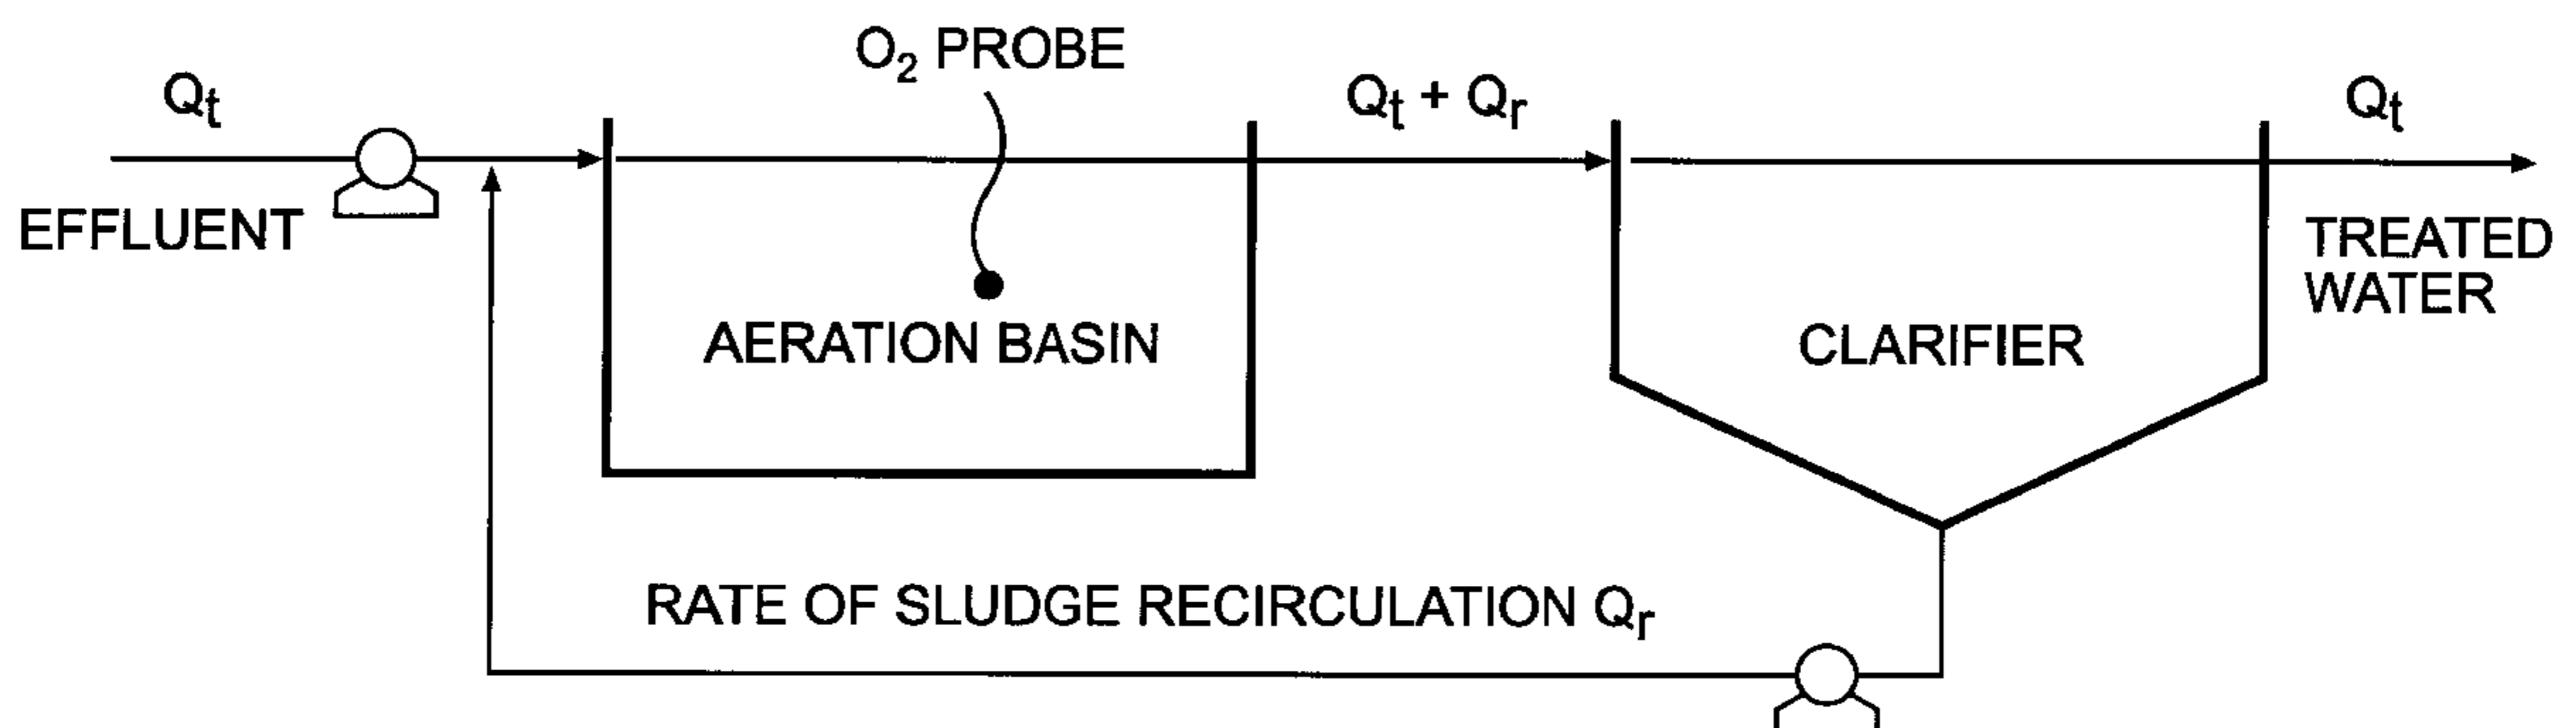 O₂ PROBE
Qt
Qt + Qr
Qt
EFFLUENT
TREATED
WATER
AERATION BASIN
CLARIFIER
RATE OF SLUDGE RECIRCULATION Qr